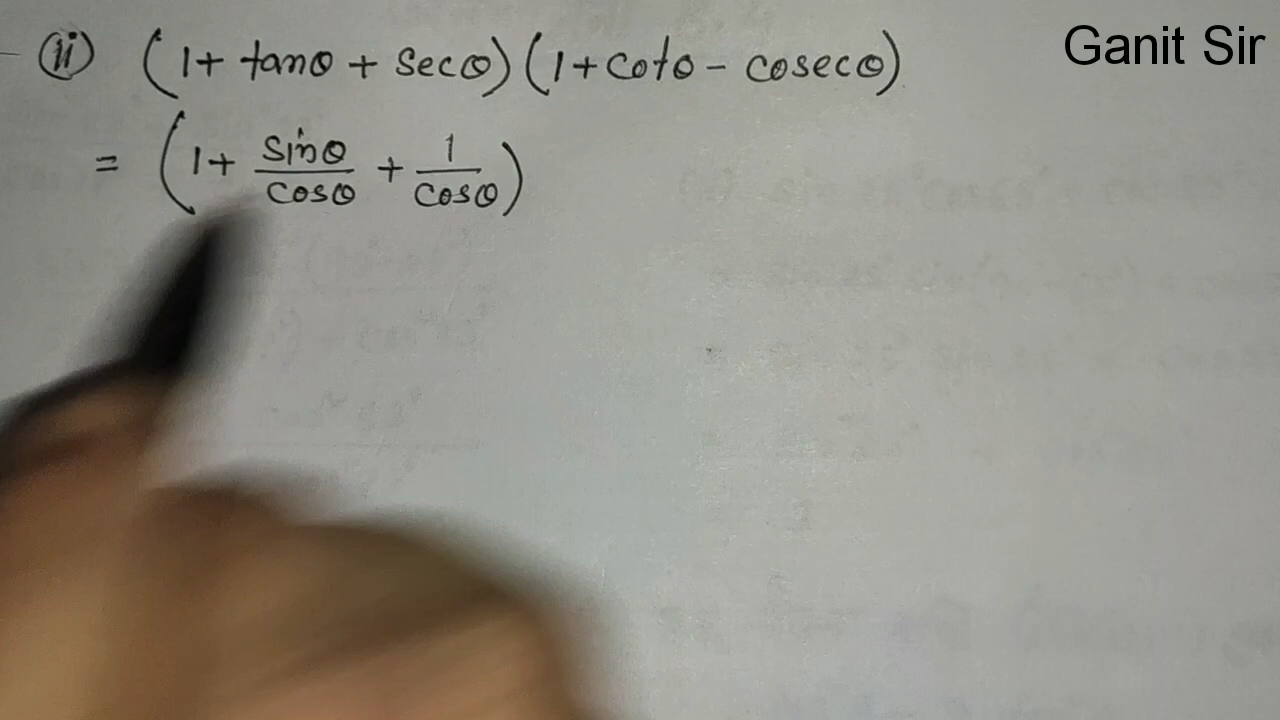 Ganit Sir
(ii) (1 + tanθ + secθ)(1 + cotθ - cosecθ)
= (1 + sinθ/cosθ + 1/cosθ)